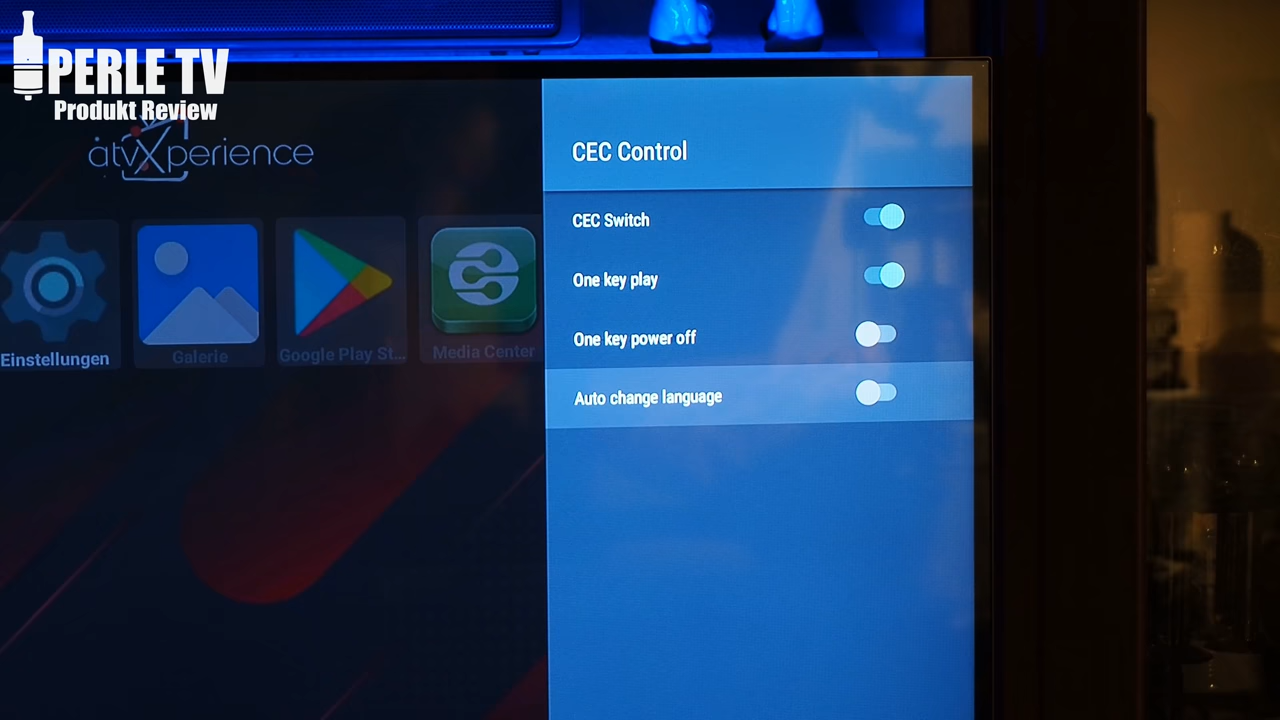 PERLE TV
Produkt Review
atvXperience
Einstellungen
Galerie
Google Play St...
Media Center
CEC Control
CEC Switch
One key play
One key power off
Auto change language